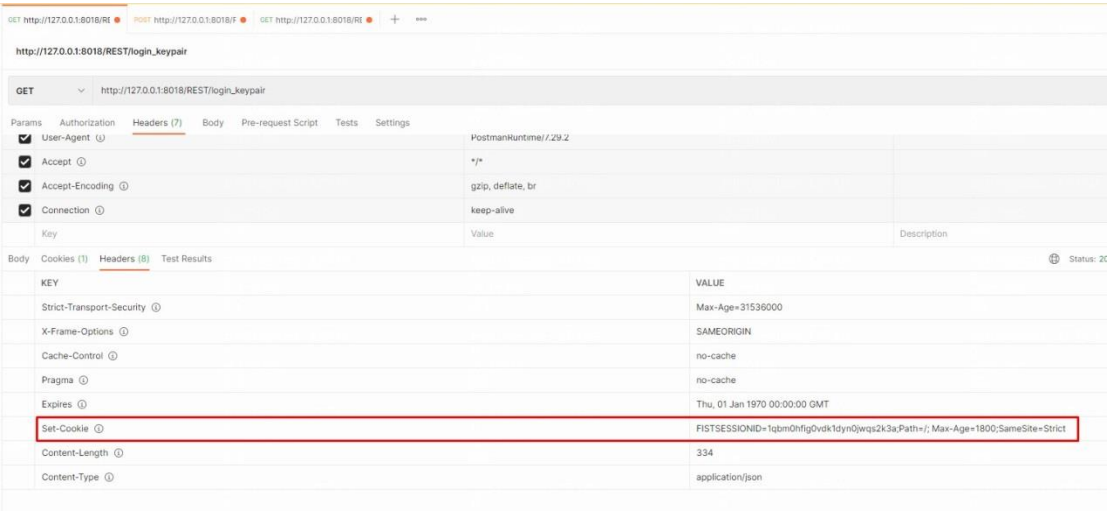 GET http://127.0.0.1:8018/RE POST http://127.0.0.1:8018/F GET http://127.0.0.1:8018/RE + ooo
http://127.0.0.1:8018/REST/login_keypair
GET http://127.0.0.1:8018/REST/login_keypair
Params Authorization Headers (7) Body Pre-request Script Tests Settings
User-Agent PostmanRuntime/7.29.2
Accept */*
Accept-Encoding gzip, deflate, br
Connection keep-alive
Key Value Description
Body Cookies (1) Headers (8) Test Results Status: 20
KEY VALUE
Strict-Transport-Security Max-Age=31536000
X-Frame-Options SAMEORIGIN
Cache-Control no-cache
Pragma no-cache
Expires Thu, 01 Jan 1970 00:00:00 GMT
Set-Cookie FISTSESSIONID=1qbm0hfig0vdk1dyn0jwqs2k3a;Path=/; Max-Age=1800;SameSite=Strict
Content-Length 334
Content-Type application/json